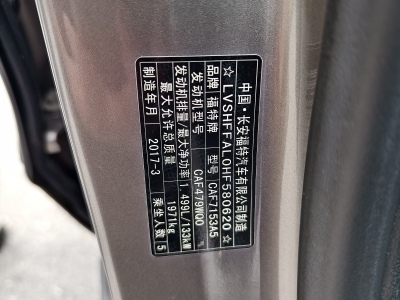 中国·长安福特汽车有限公司制造
☆LVSHFFAL0HF580620☆
品牌 福特牌 型号 CAF7153A5
发动机型号 CAF479WQ0
发动机排量/最大净功率 1.499L/133kW
最大允许总质量 1971kg
制造年月 2017-3 乘坐人数 5